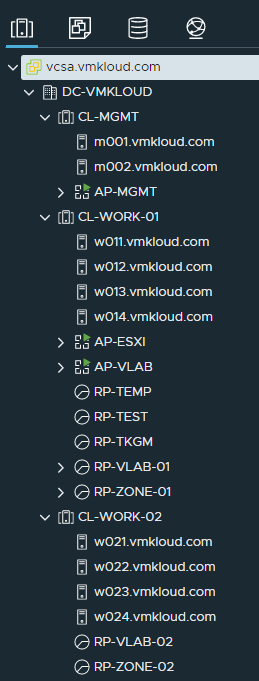 vcsa.vmkloud.com
DC-VMKLOUD
CL-MGMT
m001.vmkloud.com
m002.vmkloud.com
AP-MGMT
CL-WORK-01
w011.vmkloud.com
w012.vmkloud.com
w013.vmkloud.com
w014.vmkloud.com
AP-ESXI
AP-VLAB
RP-TEMP
RP-TEST
RP-TKGM
RP-VLAB-01
RP-ZONE-01
CL-WORK-02
w021.vmkloud.com
w022.vmkloud.com
w023.vmkloud.com
w024.vmkloud.com
RP-VLAB-02
RP-ZONE-02